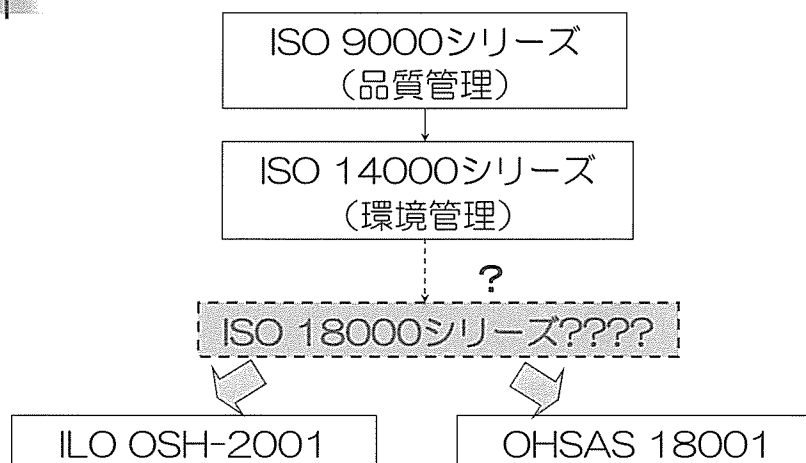 ISO 9000シリーズ
(品質管理)
ISO 14000シリーズ
(環境管理)
?
ISO 18000シリーズ????
ILO OSH-2001
OHSAS 18001